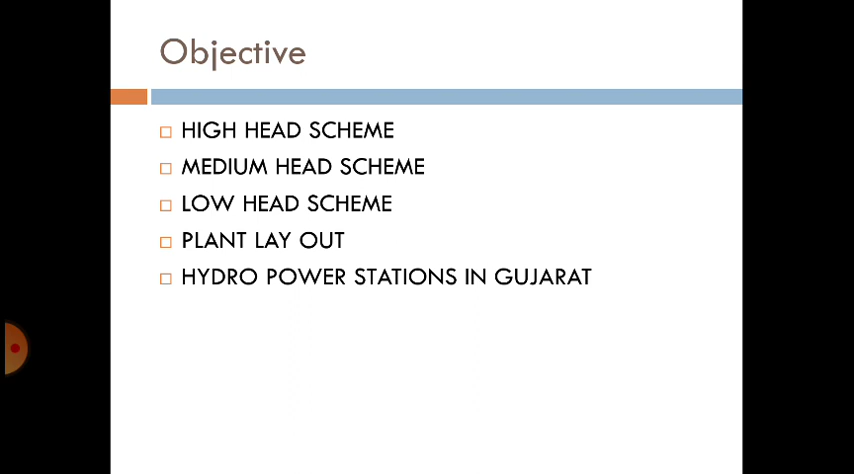 Objective
HIGH HEAD SCHEME
MEDIUM HEAD SCHEME
LOW HEAD SCHEME
PLANT LAY OUT
HYDRO POWER STATIONS IN GUJARAT